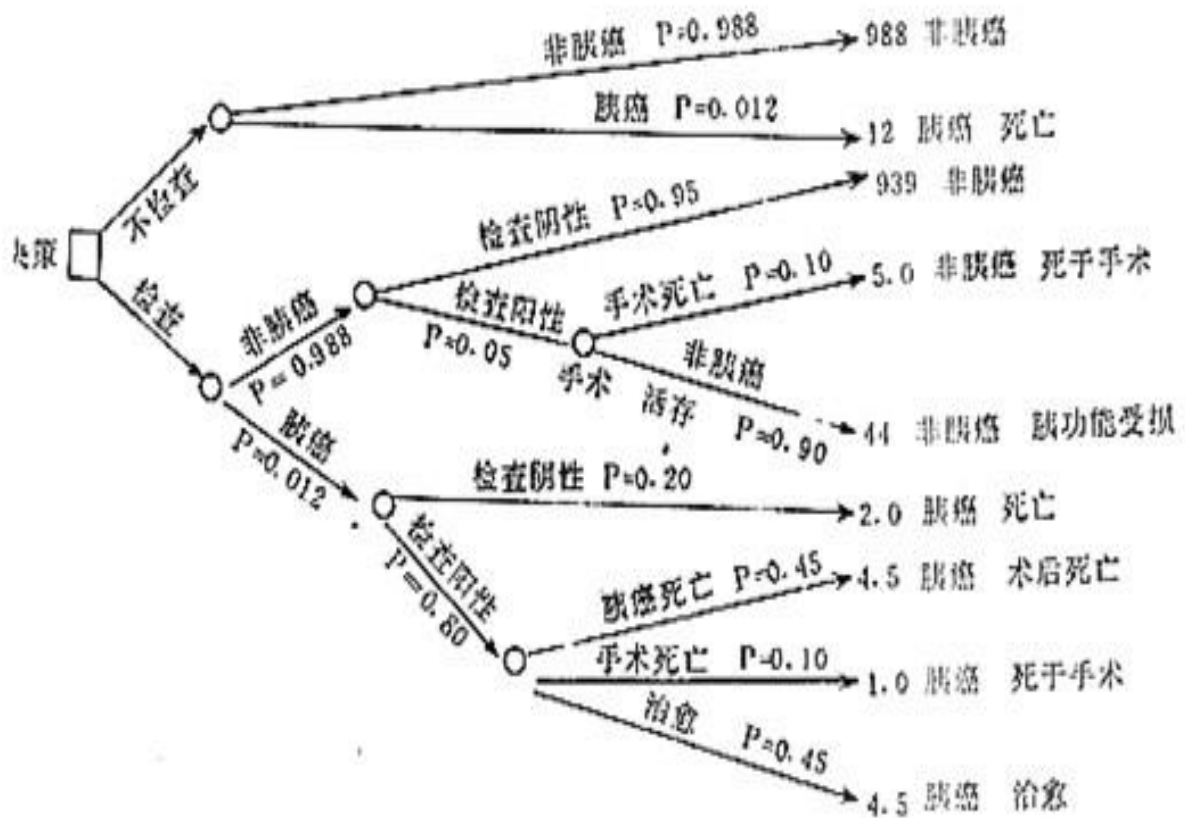 非胰癌 P=0.988
988 非胰癌
胰癌 P=0.012
12 胰癌 死亡
不检查
939 非胰癌
检查阴性 P=0.95
决策
手术死亡 P=0.10
5.0 非胰癌 死于手术
检查
检查阳性
P=0.05
非胰癌
P=0.988
手术 活存
非胰癌
P=0.90
44 非胰癌 胰功能受损
胰癌
P=0.012
检查阴性 P=0.20
2.0 胰癌 死亡
检查阳性
P=0.80
胰癌死亡 P=0.45
4.5 胰癌 术后死亡
手术死亡 P=0.10
1.0 胰癌 死于手术
治愈 P=0.45
4.5 胰癌 治愈